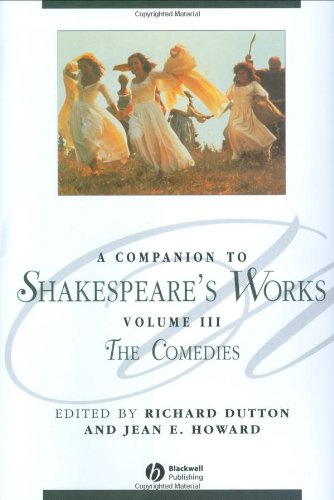 Copyrighted Material
A COMPANION TO
SHAKESPEARE'S WORKS
VOLUME III
THE COMEDIES
EDITED BY RICHARD DUTTON
AND JEAN E. HOWARD
Blackwell
Publishing
Copyrighted Material